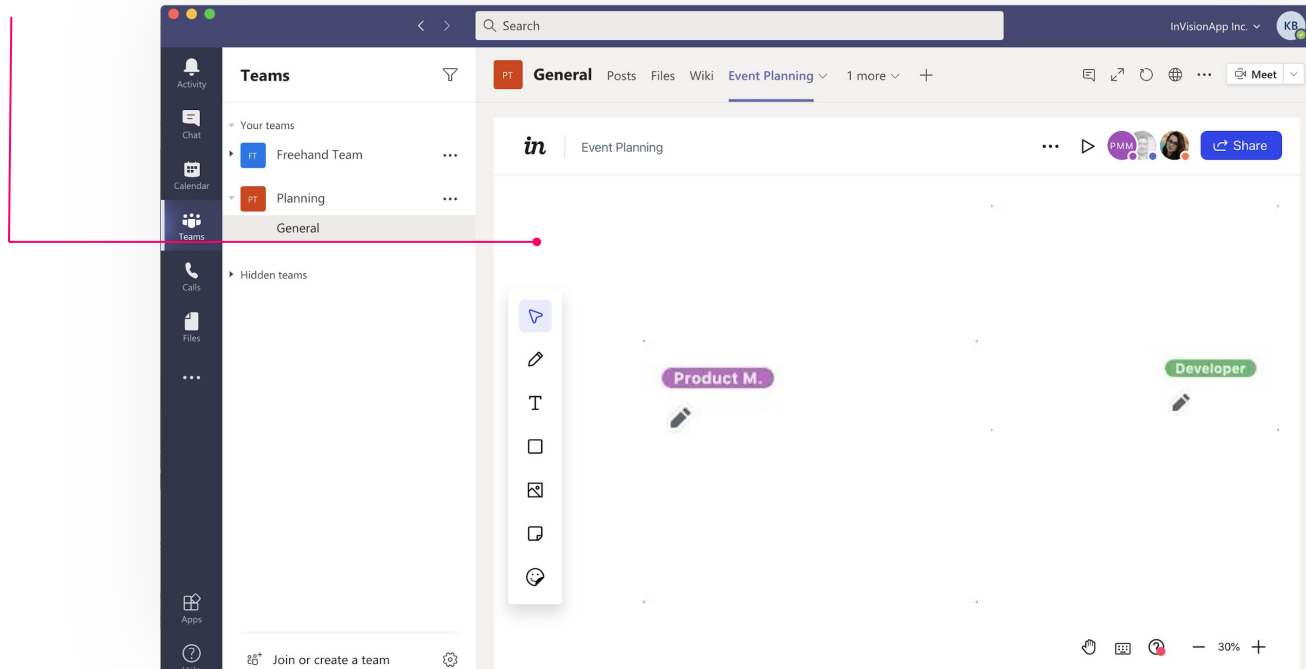 Search
InVisionApp Inc.
KB
Activity
Teams
PT
General
Posts
Files
Wiki
Event Planning
1 more
Meet
Chat
Your teams
in
Event Planning
PMM
Share
FT
Freehand Team
Calendar
PT
Planning
General
Teams
Hidden teams
Calls
Files
Product M.
Developer
T
Apps
Join or create a team
30%